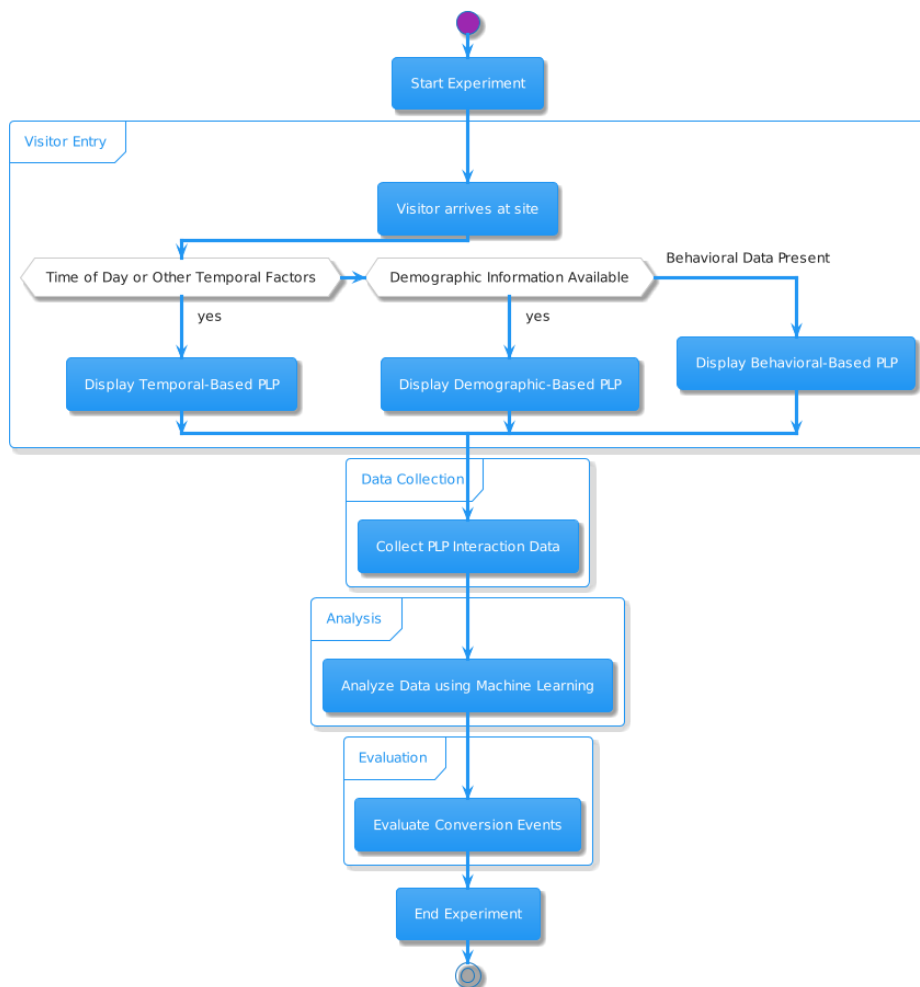 Start Experiment
Visitor Entry
Visitor arrives at site
Time of Day or Other Temporal Factors
Demographic Information Available
Behavioral Data Present
yes
yes
Display Temporal-Based PLP
Display Demographic-Based PLP
Display Behavioral-Based PLP
Data Collection
Collect PLP Interaction Data
Analysis
Analyze Data using Machine Learning
Evaluation
Evaluate Conversion Events
End Experiment